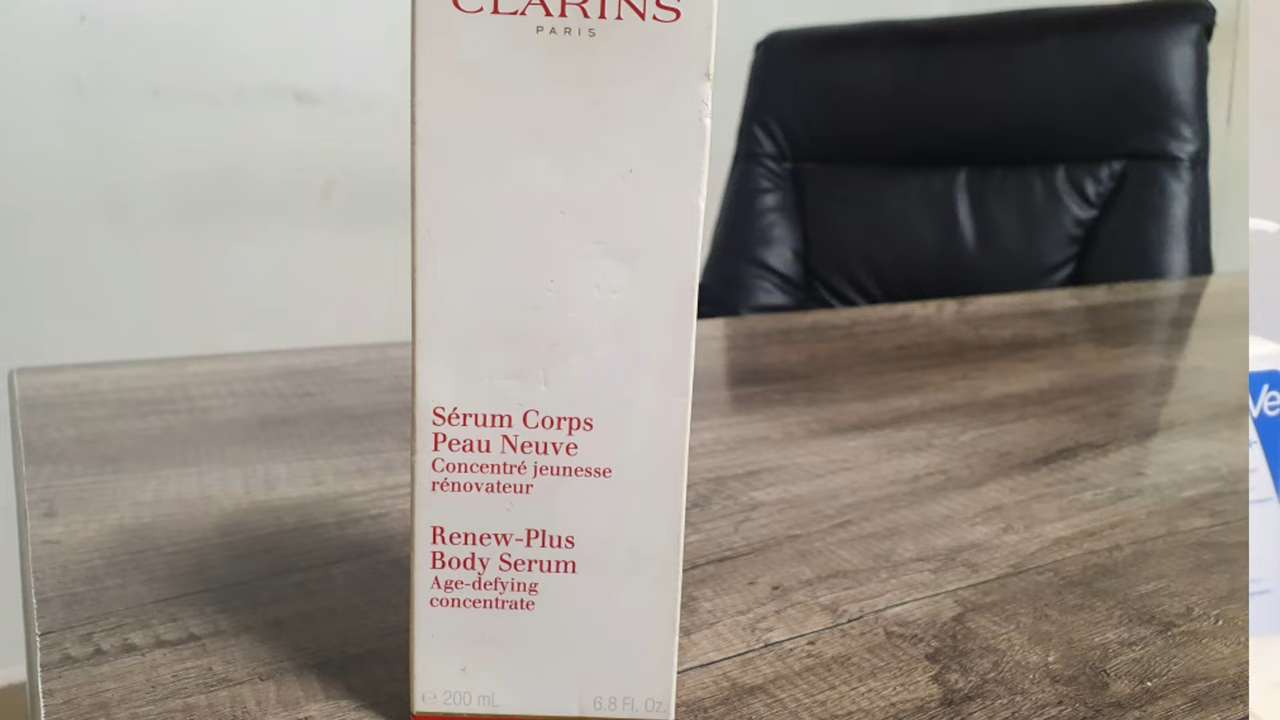 CLARINS
PARIS
Sérum Corps
Peau Neuve
Concentré jeunesse
rénovateur
Renew-Plus
Body Serum
Age-defying
concentrate
℮ 200 mL 6.8 Fl. Oz.
Ve